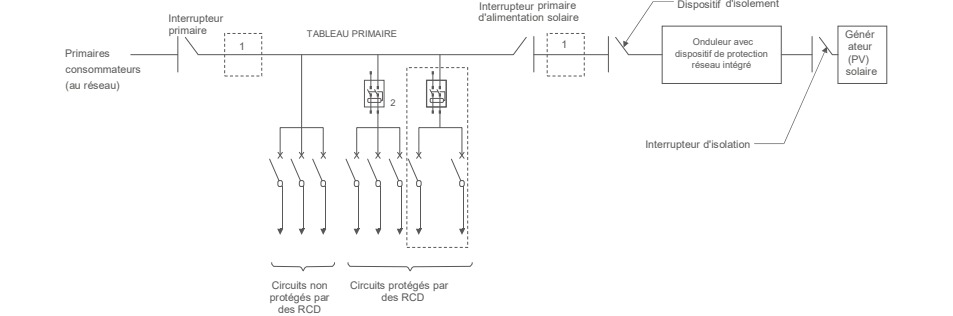 Interrupteur primaire
d'alimentation solaire
Dispositif d'isolement
Interrupteur
primaire
1
TABLEAU PRIMAIRE
1
Onduleur avec
dispositif de protection
réseau intégré
Génér
ateur
(PV)
solaire
Primaires
consommateurs
(au réseau)
2
Interrupteur d'isolation
Circuits non
protégés par
des RCD
Circuits protégés par
des RCD